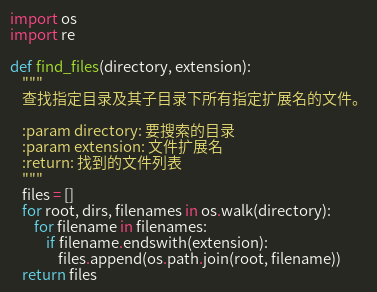 import os
import re

def find_files(directory, extension):
    """
    查找指定目录及其子目录下所有指定扩展名的文件。

    :param directory: 要搜索的目录
    :param extension: 文件扩展名
    :return: 找到的文件列表
    """
    files = []
    for root, dirs, filenames in os.walk(directory):
        for filename in filenames:
            if filename.endswith(extension):
                files.append(os.path.join(root, filename))
    return files